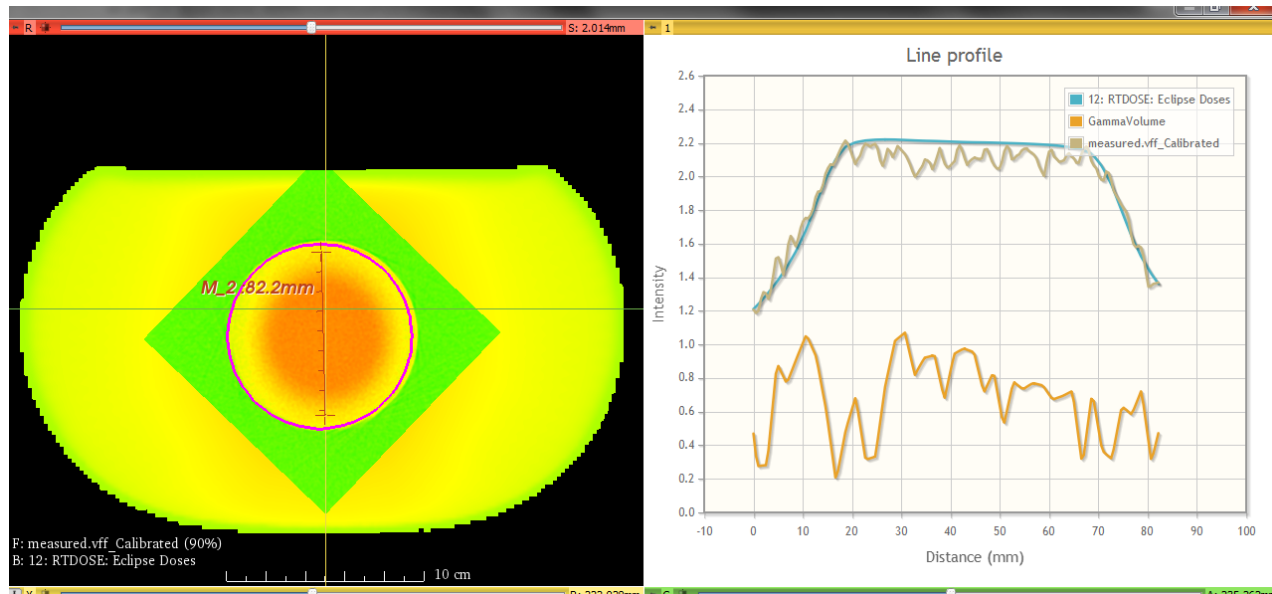 R
S: 2.014mm
1
M_2
82.2mm
F: measured.vff_Calibrated (90%)
B: 12: RTDOSE: Eclipse Doses
10 cm
Line profile
12: RTDOSE: Eclipse Doses
GammaVolume
measured.vff_Calibrated
Intensity
2.6
2.4
2.2
2.0
1.8
1.6
1.4
1.2
1.0
0.8
0.6
0.4
0.2
0.0
-10 0 10 20 30 40 50 60 70 80 90 100
Distance (mm)